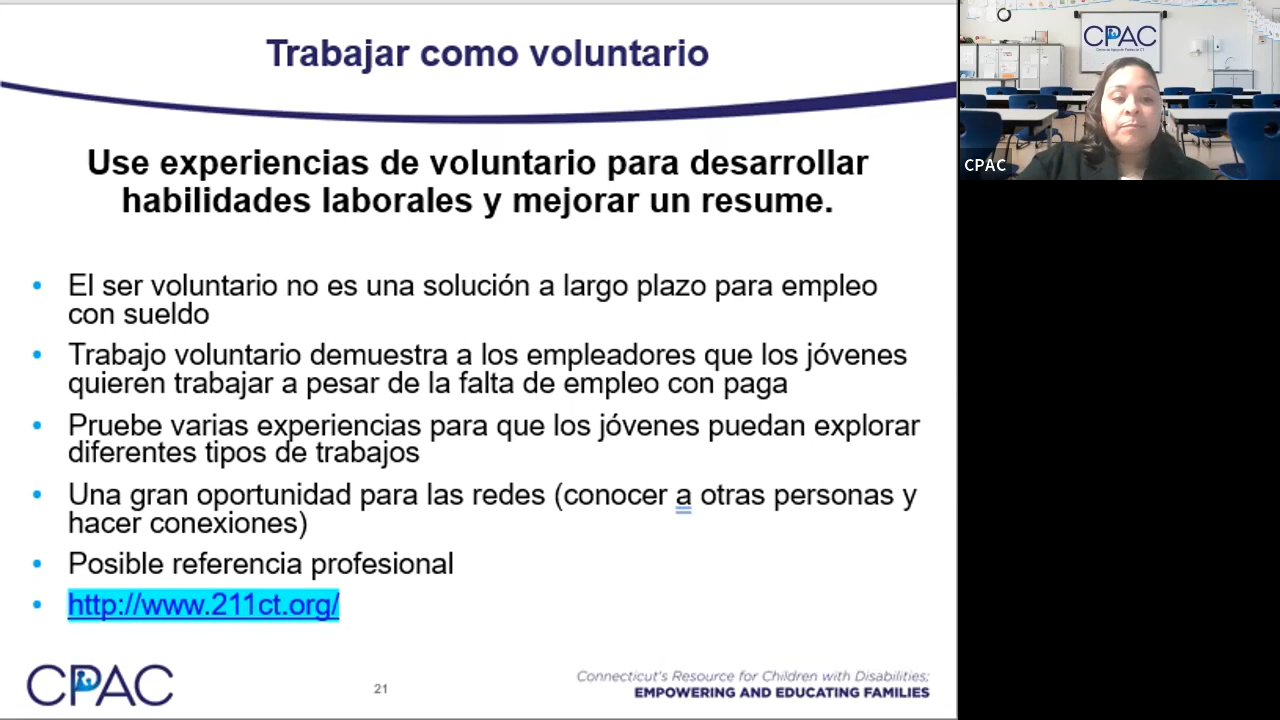 Trabajar como voluntario
Use experiencias de voluntario para desarrollar
habilidades laborales y mejorar un resume.
• El ser voluntario no es una solución a largo plazo para empleo
con sueldo
• Trabajo voluntario demuestra a los empleadores que los jóvenes
quieren trabajar a pesar de la falta de empleo con paga
• Pruebe varias experiencias para que los jóvenes puedan explorar
diferentes tipos de trabajos
• Una gran oportunidad para las redes (conocer a otras personas y
hacer conexiones)
• Posible referencia profesional
• http://www.211ct.org/
CPAC
21
Connecticut's Resource for Children with Disabilities;
EMPOWERING AND EDUCATING FAMILIES
CPAC
CPAC